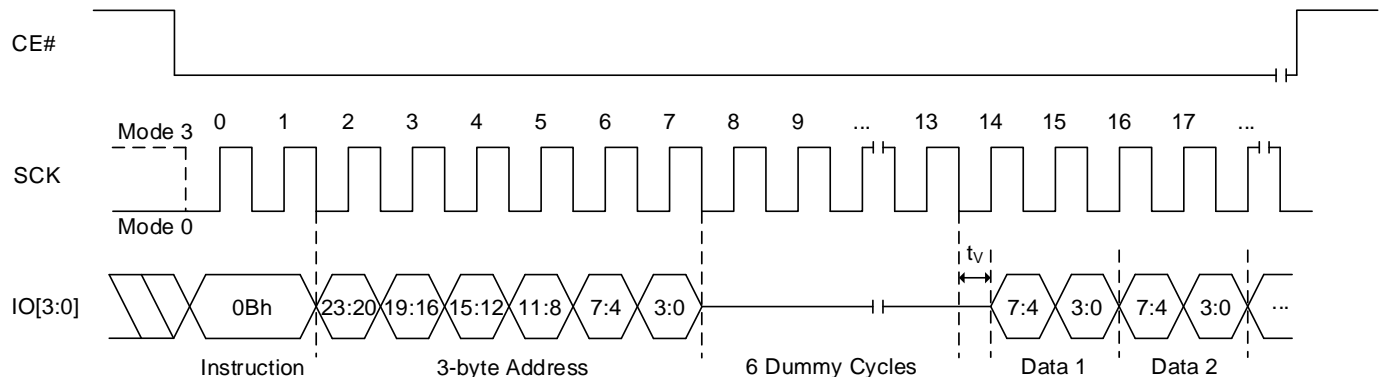 CE#
0 1 2 3 4 5 6 7 8 9 ... 13 14 15 16 17 ...
Mode 3
SCK
Mode 0
tV
IO[3:0] 0Bh 23:20 19:16 15:12 11:8 7:4 3:0 7:4 3:0 7:4 3:0 ...
Instruction 3-byte Address 6 Dummy Cycles Data 1 Data 2